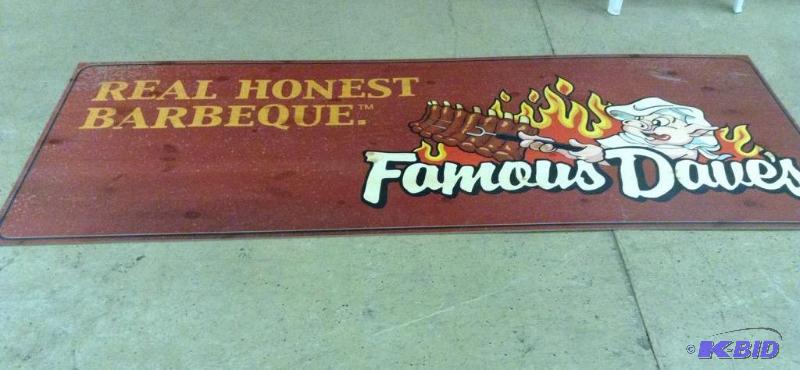 REAL HONEST
BARBEQUE.™
Famous Dave's
© K-BID